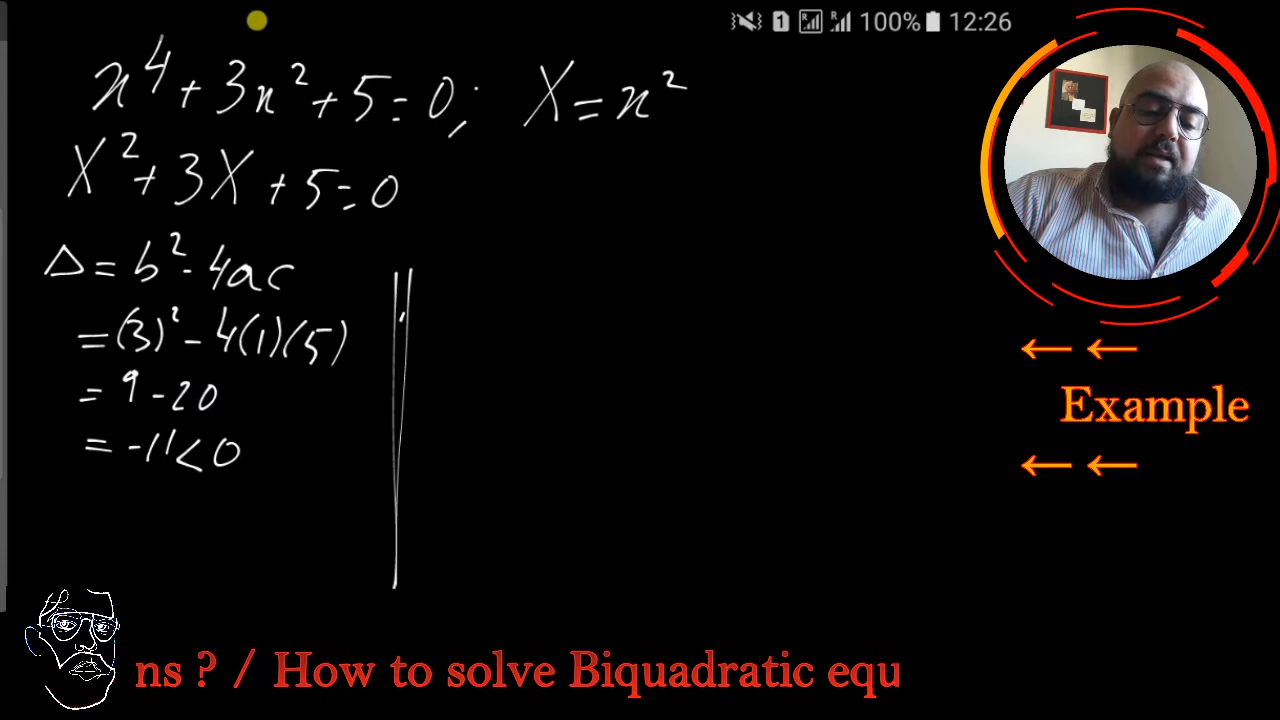 100% 12:26
x⁴+3x²+5=0; X=x²
X²+3X+5=0
Δ=b²-4ac
=(3)²-4(1)(5)
=9-20
=-11<0
←← 
Example
←←
ns ? / How to solve Biquadratic equ